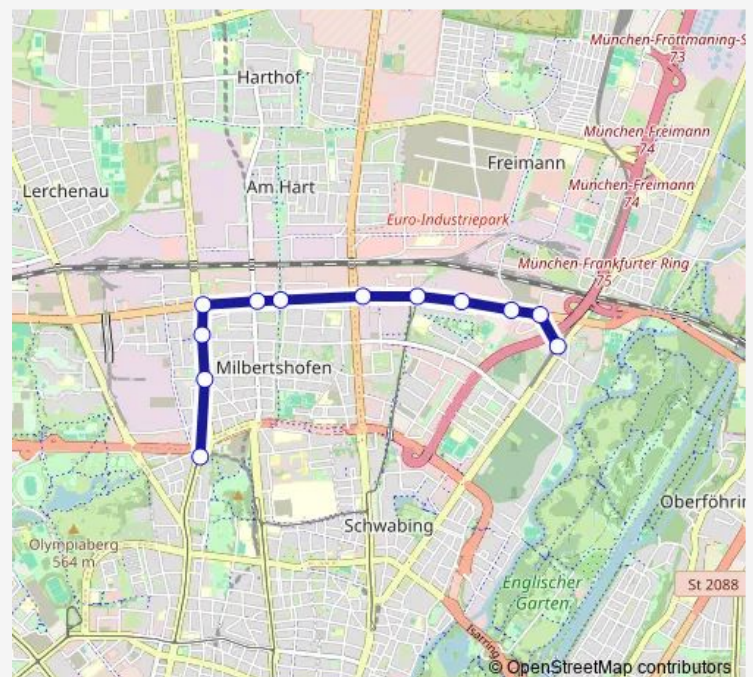 München-Fröttmaning-S
73
Harthof
München-Freimann
74
Freimann
Lerchenau
Am Hart
München-Freimann
74
Euro-Industriepark
München-Frankfurter Ring
75
Milbertshofen
Oberföhrin
Schwabing
Olympiaberg
564 m
Englischer
Garten
St 2088
Isarring
© OpenStreetMap contributors